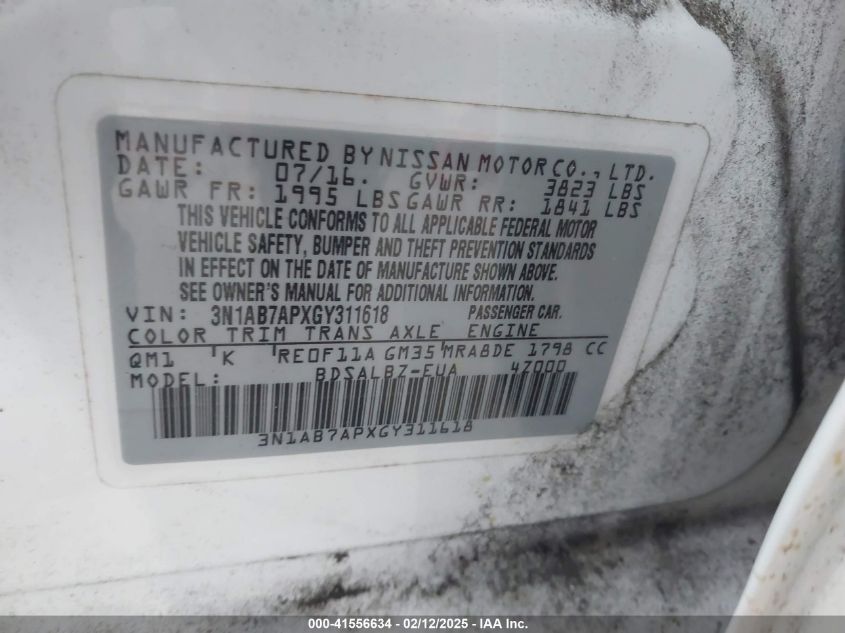 MANUFACTURED BY NISSAN MOTOR CO., LTD.
DATE: 07/16. GVWR: 3823 LBS
GAWR FR: 1995 LBS GAWR RR: 1841 LBS
THIS VEHICLE CONFORMS TO ALL APPLICABLE FEDERAL MOTOR
VEHICLE SAFETY, BUMPER AND THEFT PREVENTION STANDARDS
IN EFFECT ON THE DATE OF MANUFACTURE SHOWN ABOVE.
SEE OWNER'S MANUAL FOR ADDITIONAL INFORMATION.
VIN: 3N1AB7APXGY311618 PASSENGER CAR.
COLOR TRIM TRANS AXLE ENGINE
QM1 'K 'RE0F11A GM35'MRA8DE 1798 CC
MODEL: BDSALBZ-EUA 4Z000
3N1AB7APXGY311618
000-41556634 - 02/12/2025 - IAA Inc.